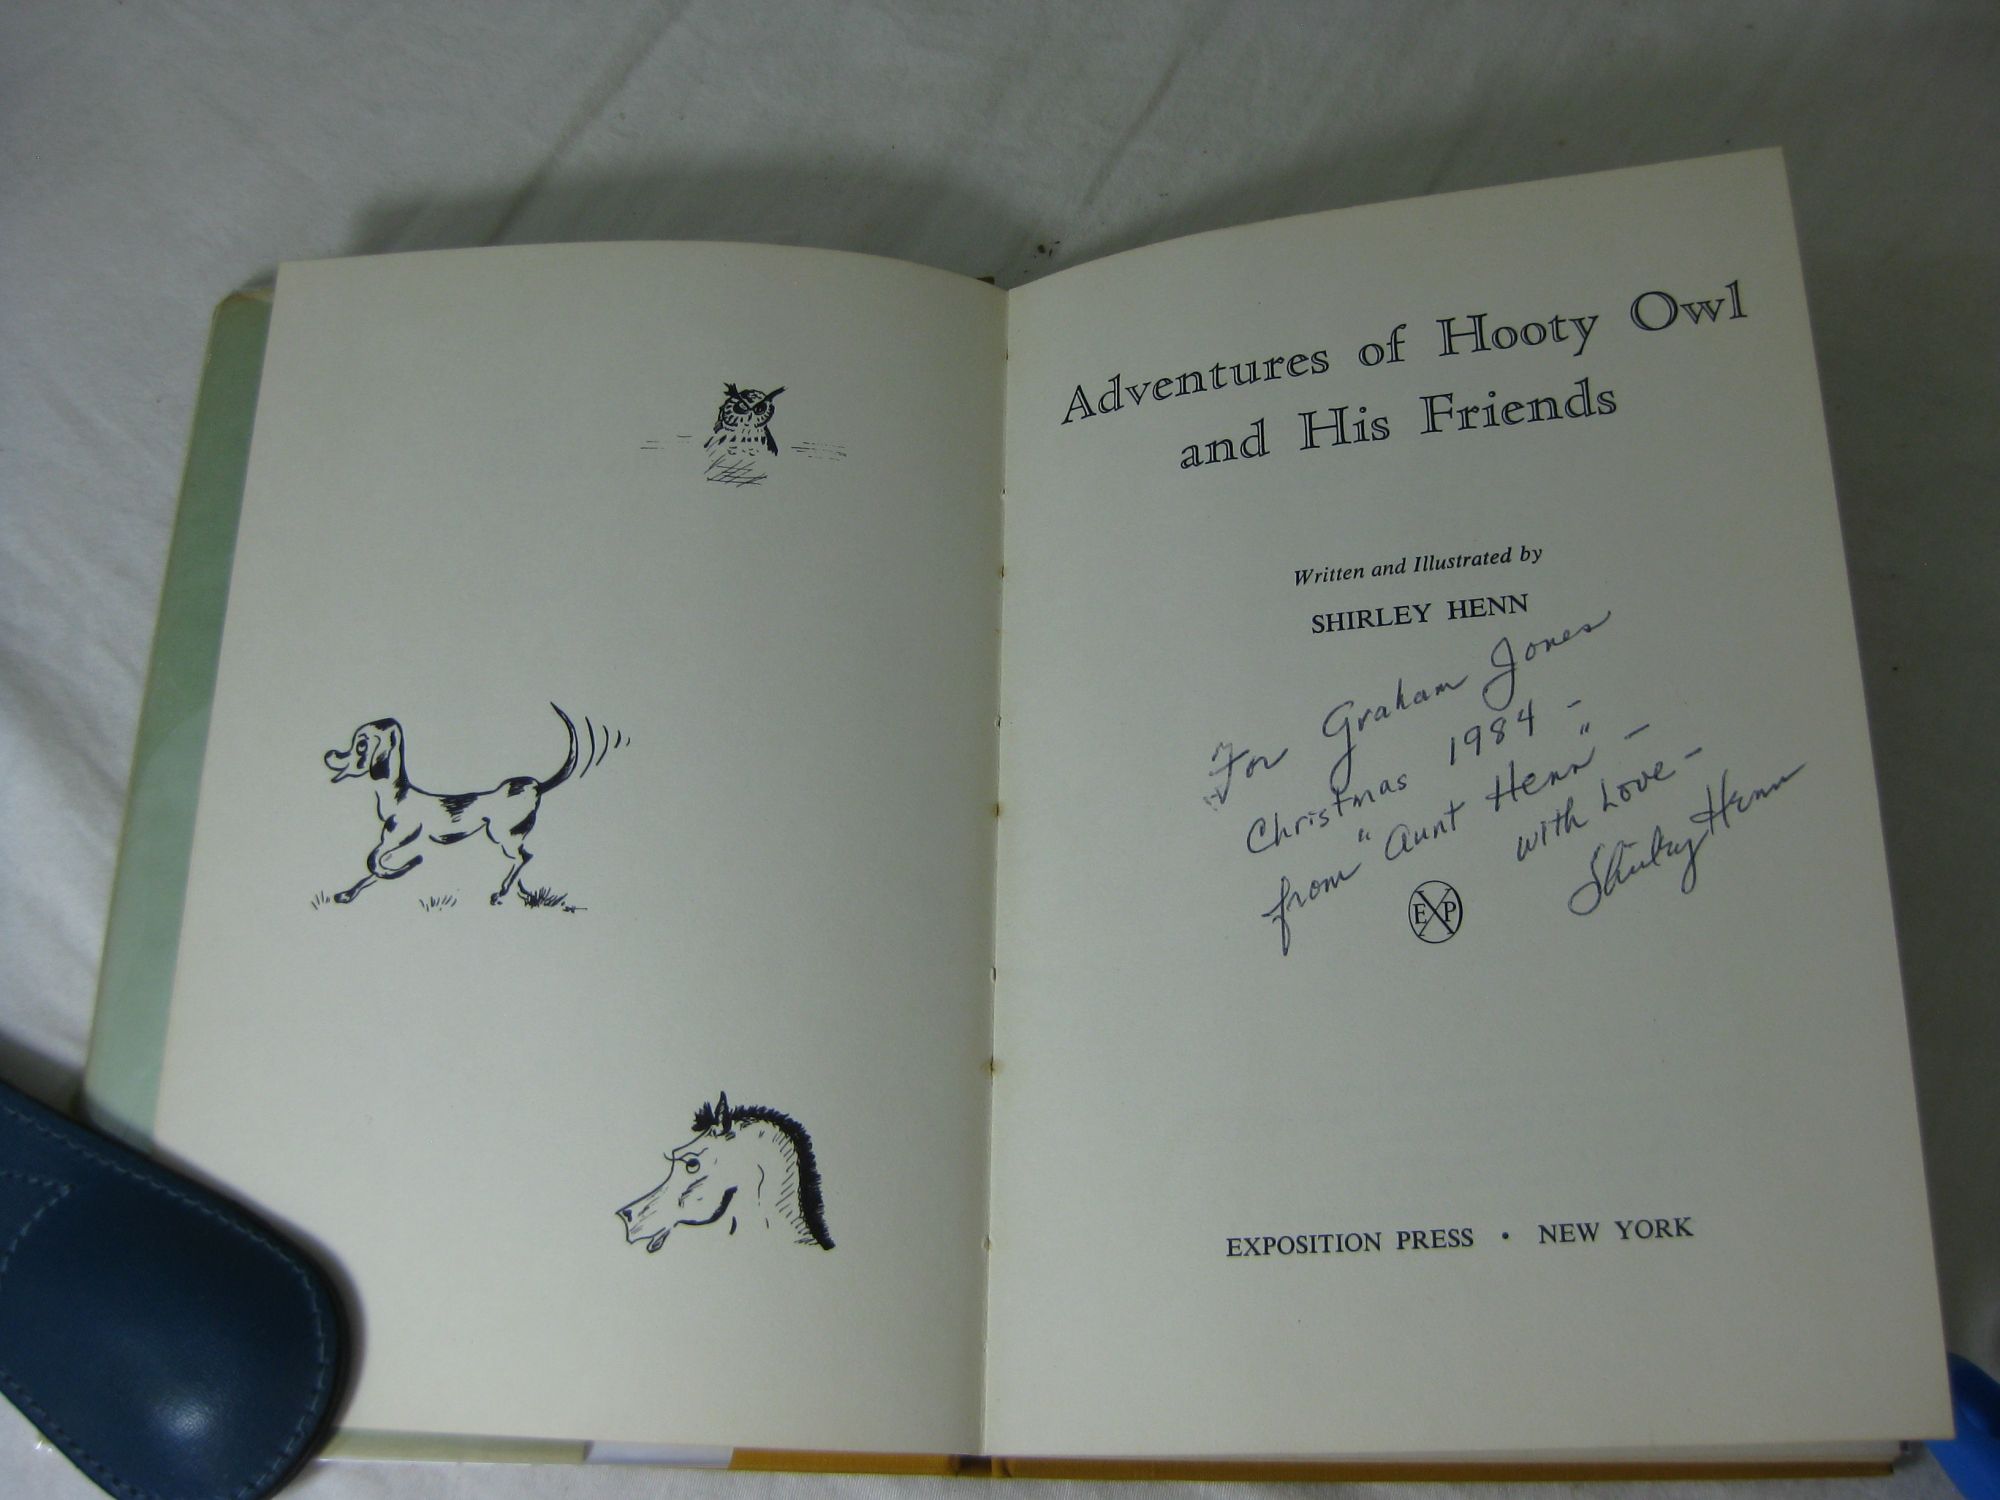 Adventures of Hooty Owl
and His Friends
Written and Illustrated by
SHIRLEY HENN
For Graham Jones
Christmas 1984 -
from "Aunt Henn" -
with Love -
Shirley Henn
EXP
EXPOSITION PRESS • NEW YORK